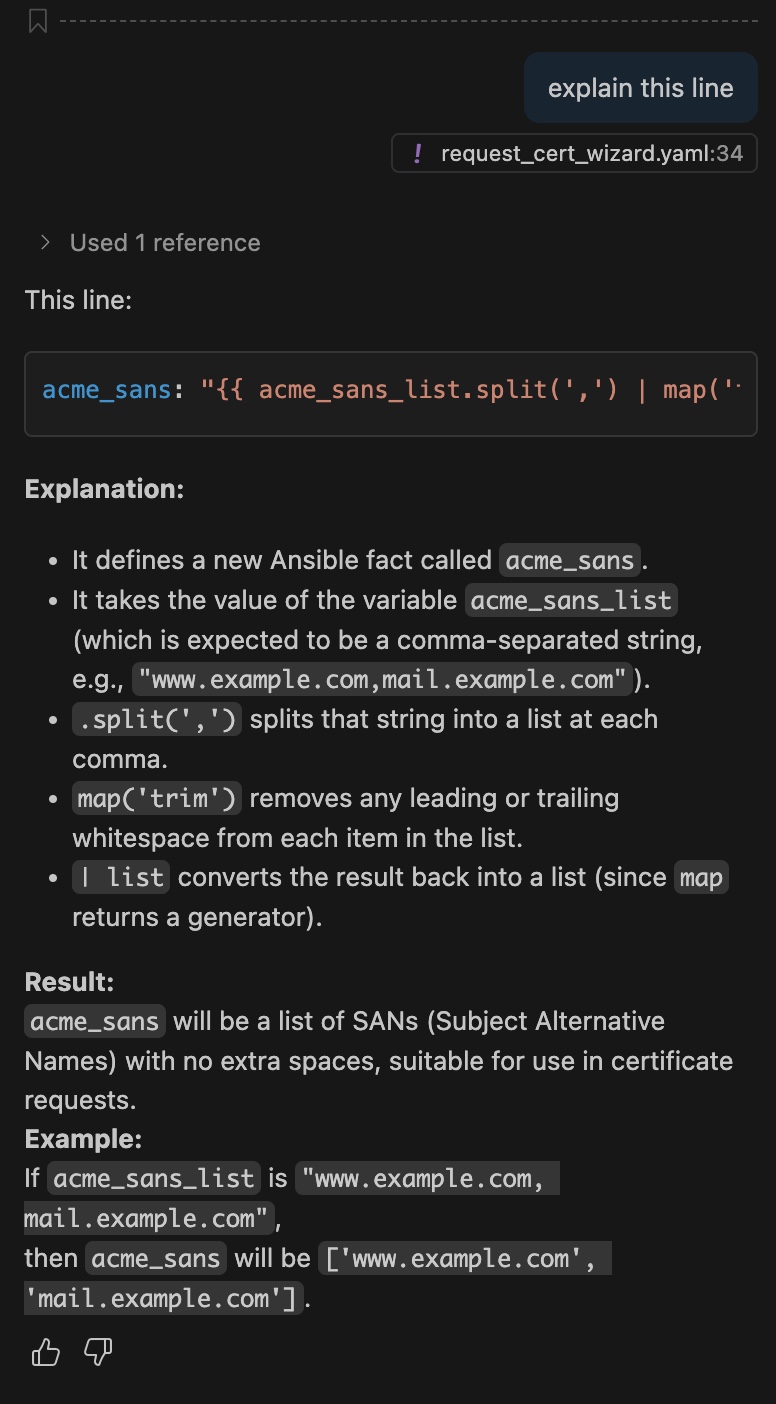 explain this line
! request_cert_wizard.yaml:34
Used 1 reference
This line:
acme_sans: "{{ acme_sans_list.split(',') | map('
Explanation:
• It defines a new Ansible fact called acme_sans.
• It takes the value of the variable acme_sans_list
(which is expected to be a comma-separated string,
e.g., "www.example.com,mail.example.com").
• .split(',') splits that string into a list at each
comma.
• map('trim') removes any leading or trailing
whitespace from each item in the list.
• | list converts the result back into a list (since map
returns a generator).
Result:
acme_sans will be a list of SANs (Subject Alternative
Names) with no extra spaces, suitable for use in certificate
requests.
Example:
If acme_sans_list is "www.example.com,
mail.example.com",
then acme_sans will be ['www.example.com',
'mail.example.com'].